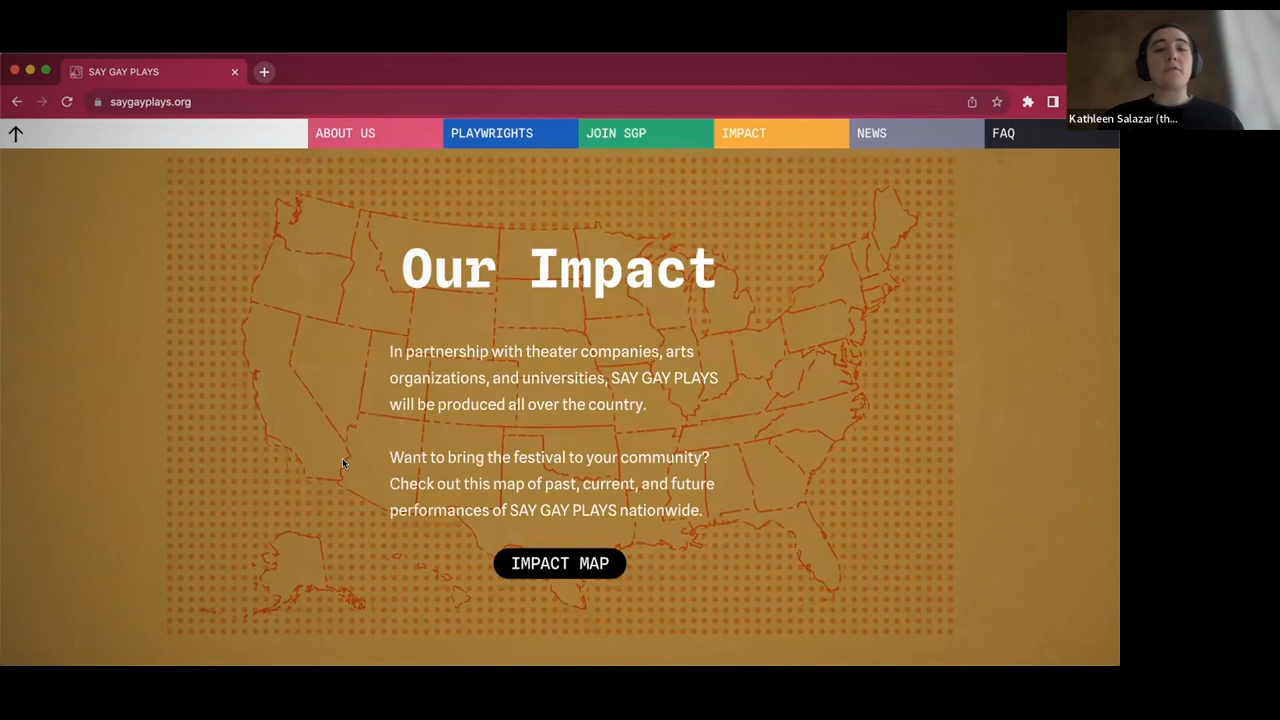 SAY GAY PLAYS
saygayplays.org
Kathleen Salazar (th...
ABOUT US
PLAYWRIGHTS
JOIN SGP
IMPACT
NEWS
FAQ
Our Impact
In partnership with theater companies, arts
organizations, and universities, SAY GAY PLAYS
will be produced all over the country.
Want to bring the festival to your community?
Check out this map of past, current, and future
performances of SAY GAY PLAYS nationwide.
IMPACT MAP